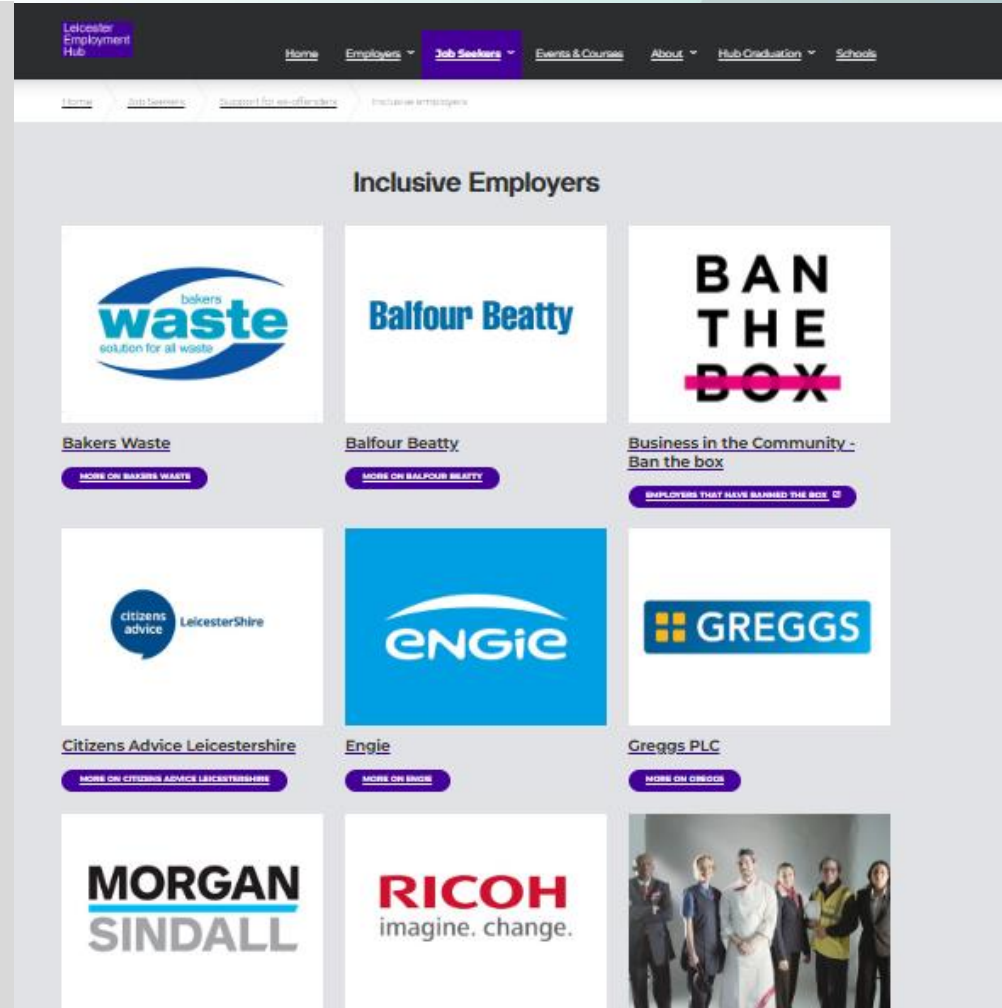 Leicester
Employment
Hub
Home Employers Job Seekers Events & Courses About Hub Graduation Schools
Home Job Seekers Support for ex-offenders Inclusive employers
Inclusive Employers
bakers
waste
solution for all waste
Balfour Beatty
BAN
THE
BOX
Bakers Waste
Balfour Beatty
Business in the Community -
Ban the box
MORE ON BAKERS WASTE
MORE ON BALFOUR BEATTY
EMPLOYERS THAT HAVE BANNED THE BOX
citizens
advice
LeicesterShire
ENGIE
GREGGS
Citizens Advice Leicestershire
Engie
Greggs PLC
MORE ON CITIZENS ADVICE LEICESTERSHIRE
MORE ON ENGIE
MORE ON GREGGS
MORGAN
SINDALL
RICOH
imagine. change.